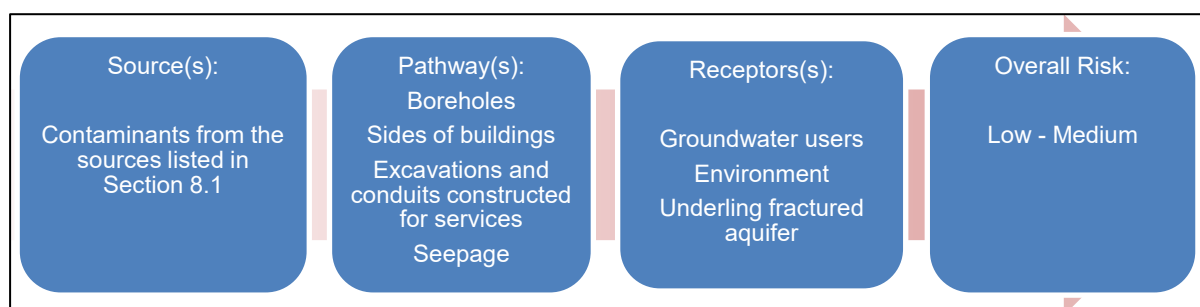 Source(s):
Contaminants from the
sources listed in
Section 8.1
Pathway(s):
Boreholes
Sides of buildings
Excavations and
conduits constructed
for services
Seepage
Receptors(s):
Groundwater users
Environment
Underling fractured
aquifer
Overall Risk:
Low - Medium